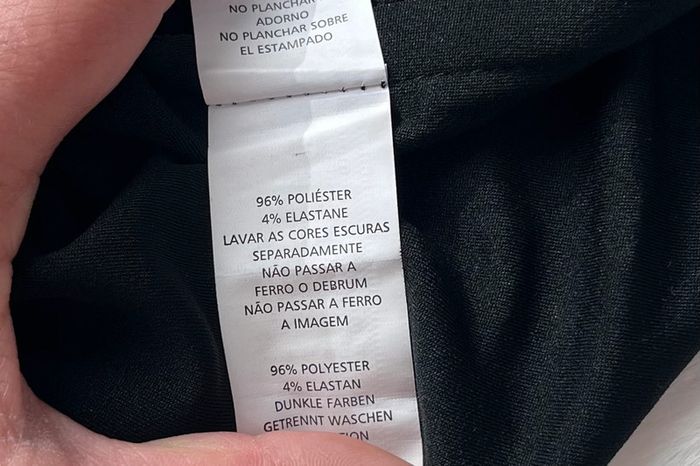 NO PLANCHAR
ADORNO
NO PLANCHAR SOBRE
EL ESTAMPADO
96% POLIÉSTER
4% ELASTANE
LAVAR AS CORES ESCURAS
SEPARADAMENTE
NÃO PASSAR A
FERRO O DEBRUM
NÃO PASSAR A FERRO
A IMAGEM
96% POLYESTER
4% ELASTAN
DUNKLE FARBEN
GETRENNT WASCHEN